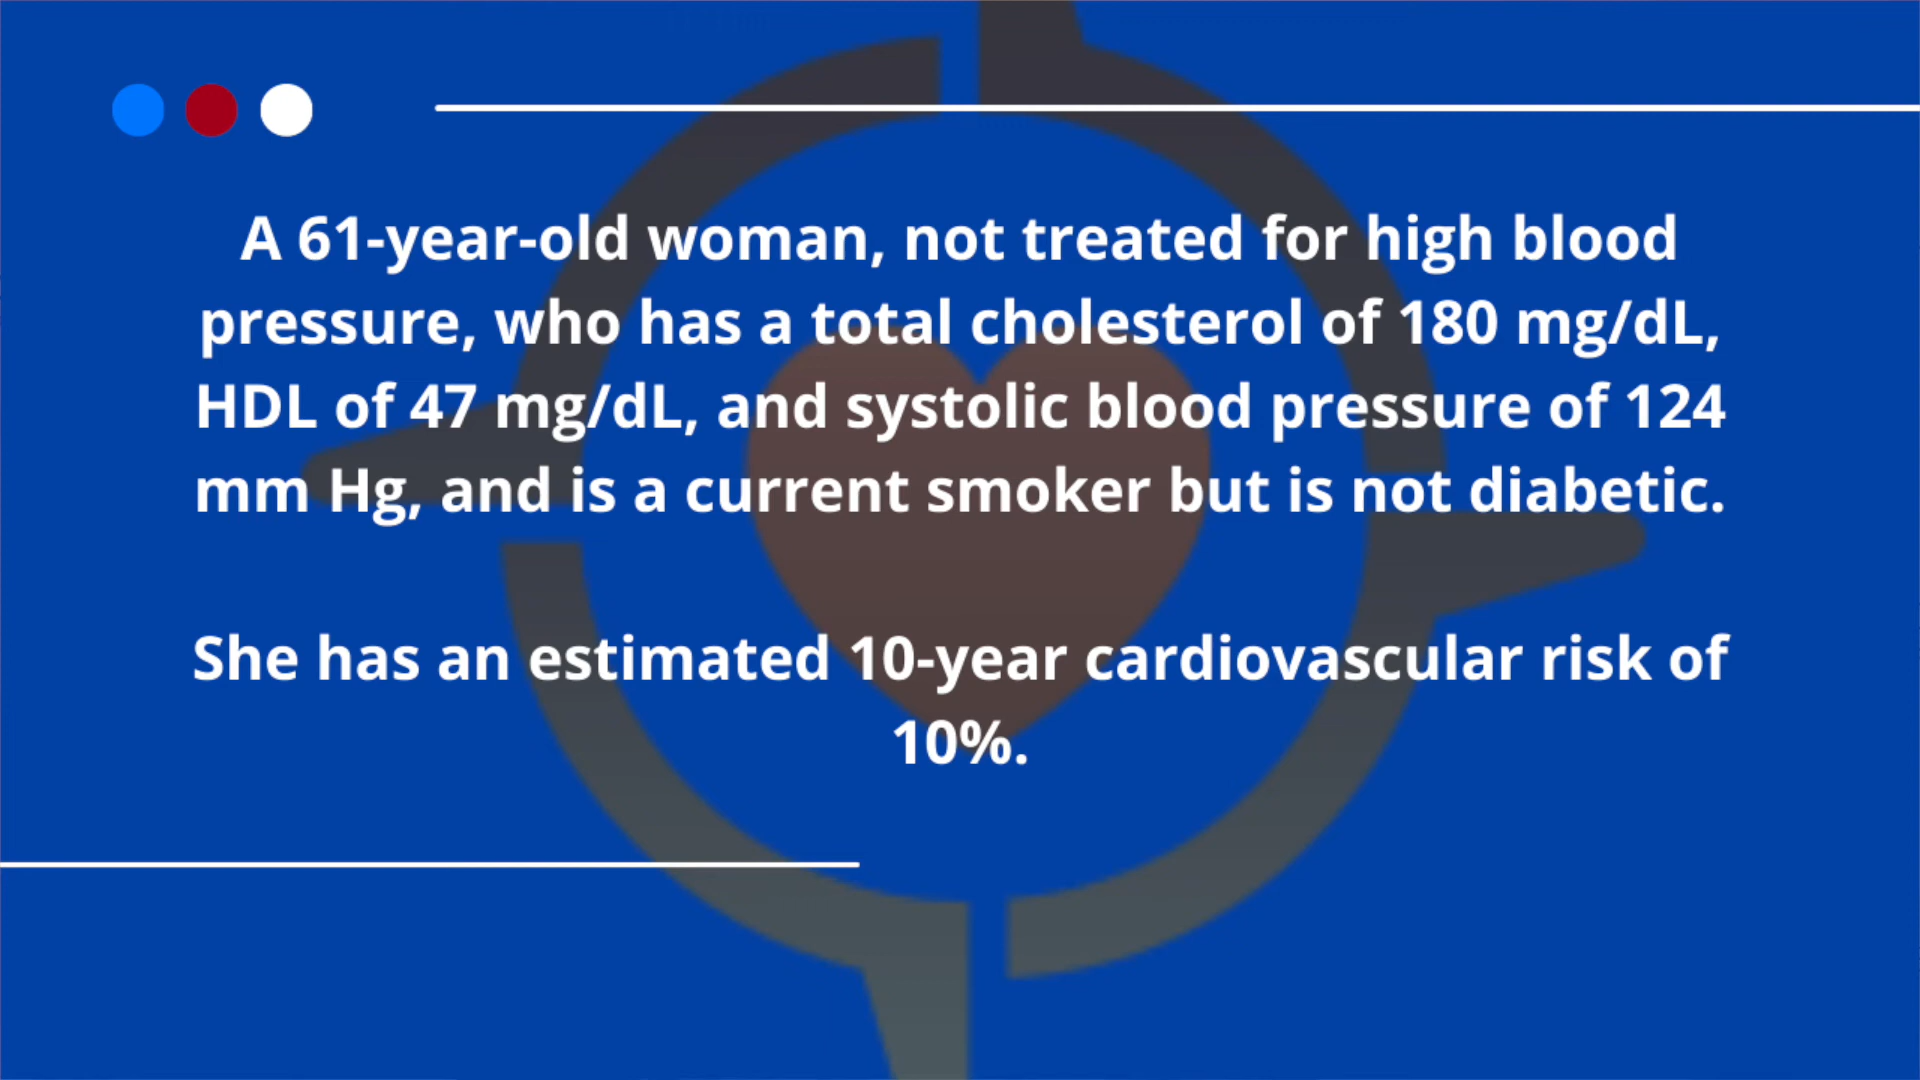 A 61-year-old woman, not treated for high blood
pressure, who has a total cholesterol of 180 mg/dL,
HDL of 47 mg/dL, and systolic blood pressure of 124
mm Hg, and is a current smoker but is not diabetic.
She has an estimated 10-year cardiovascular risk of
10%.